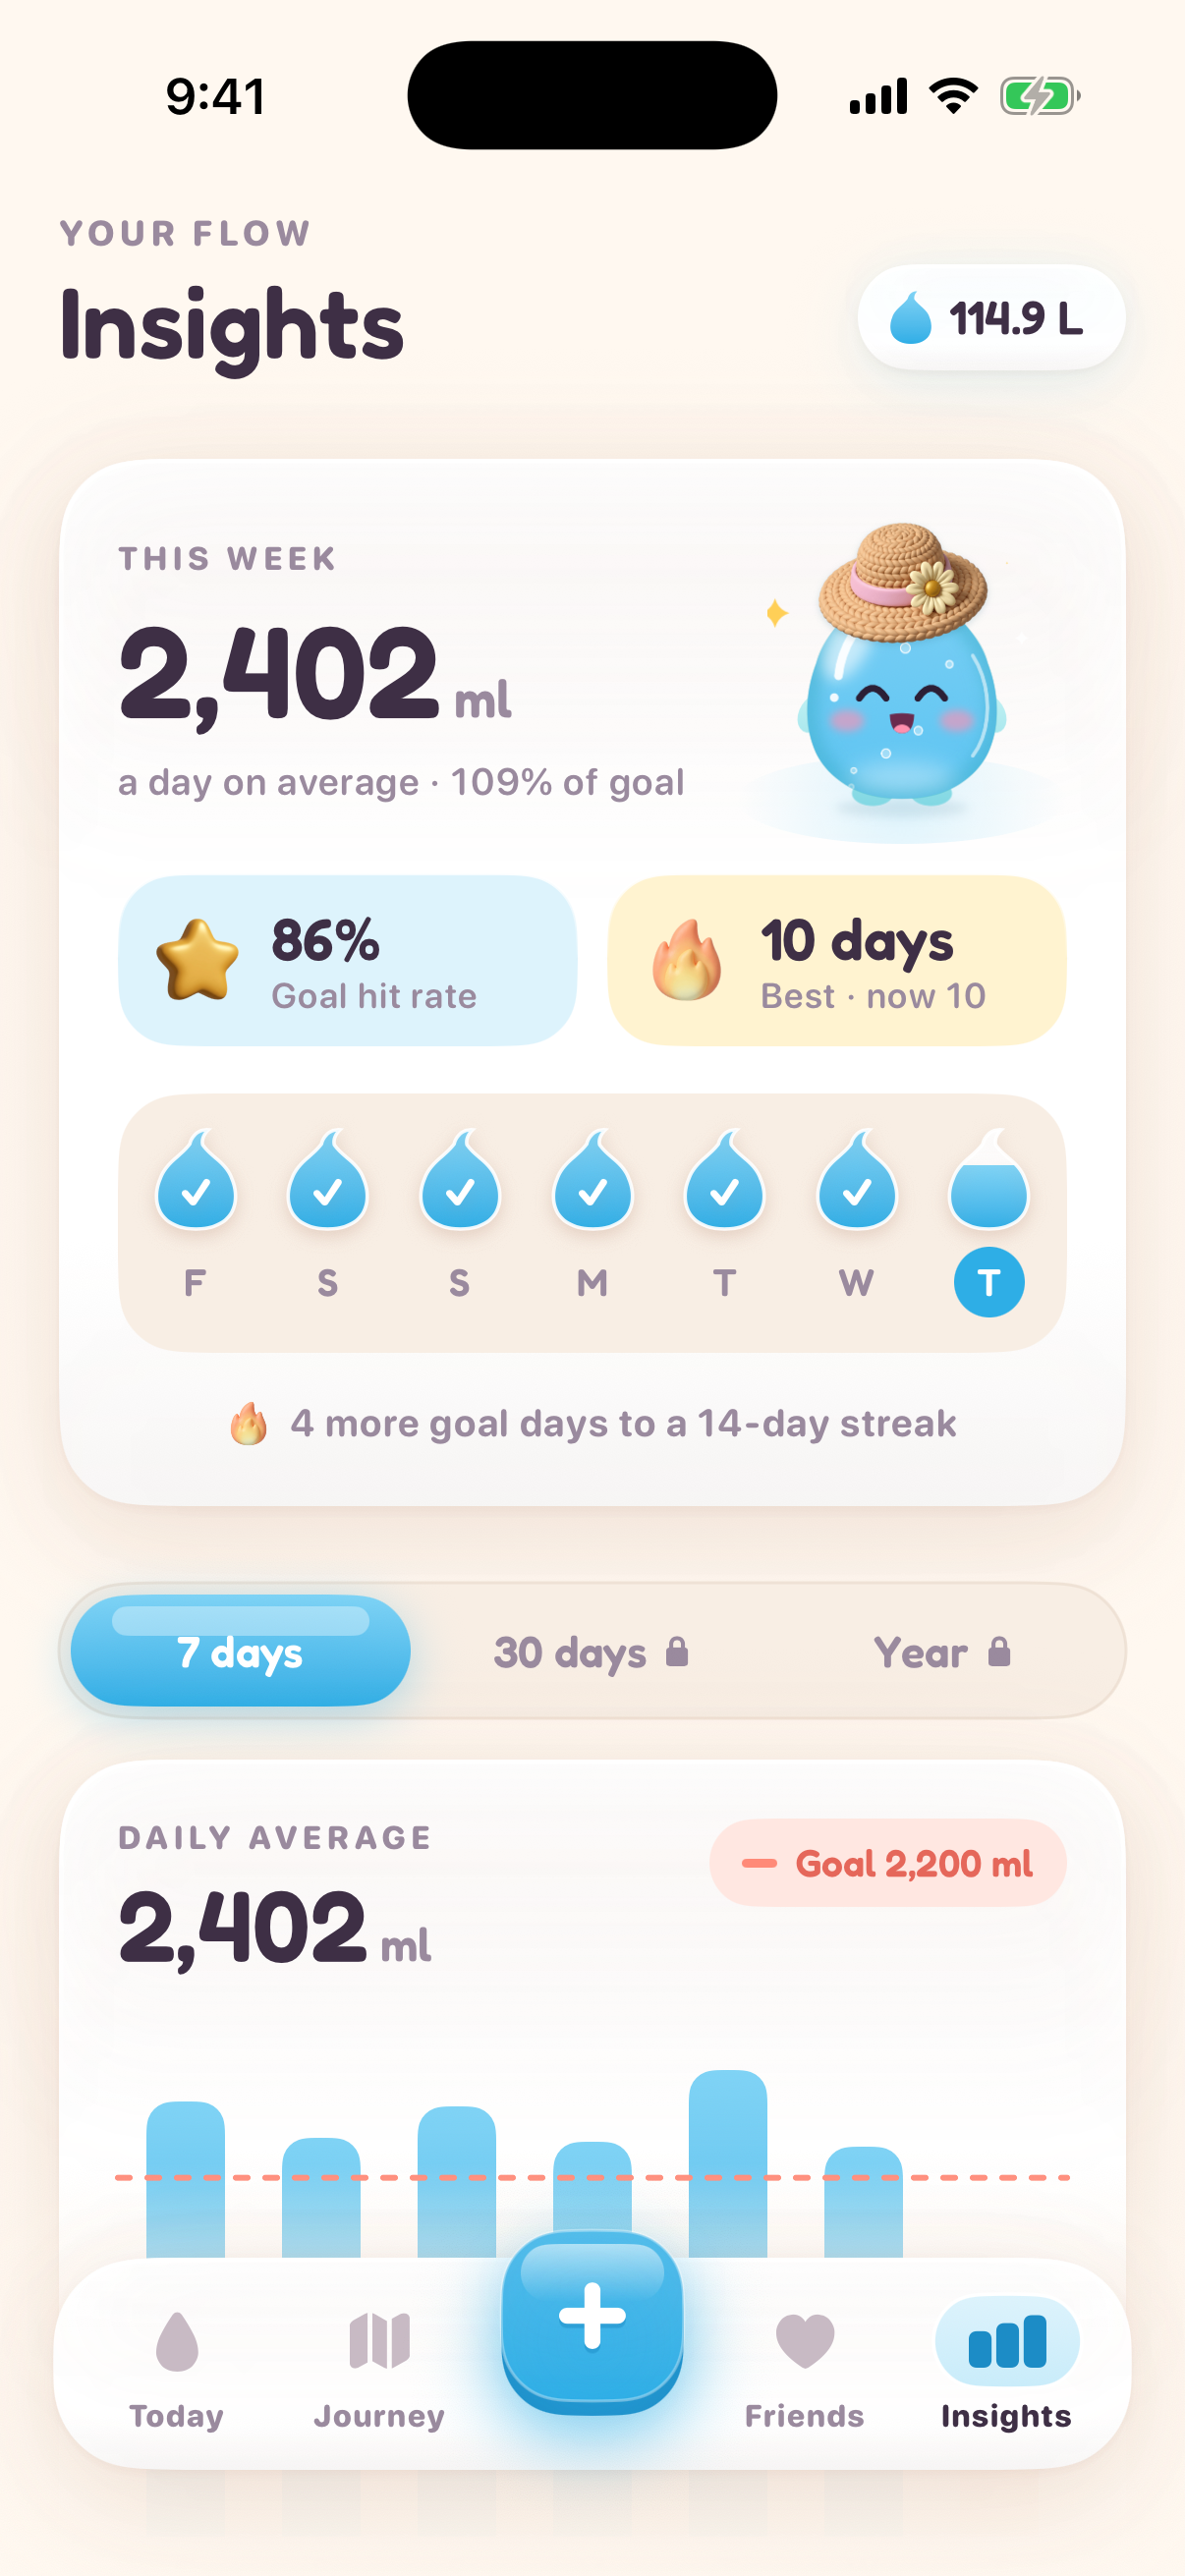 9:41
YOUR FLOW
Insights
114.9 L
THIS WEEK
2,402 ml
a day on average · 109% of goal
86%
Goal hit rate
10 days
Best · now 10
F S S M T W T
4 more goal days to a 14-day streak
7 days
30 days
Year
DAILY AVERAGE
Goal 2,200 ml
2,402 ml
Today
Journey
Friends
Insights